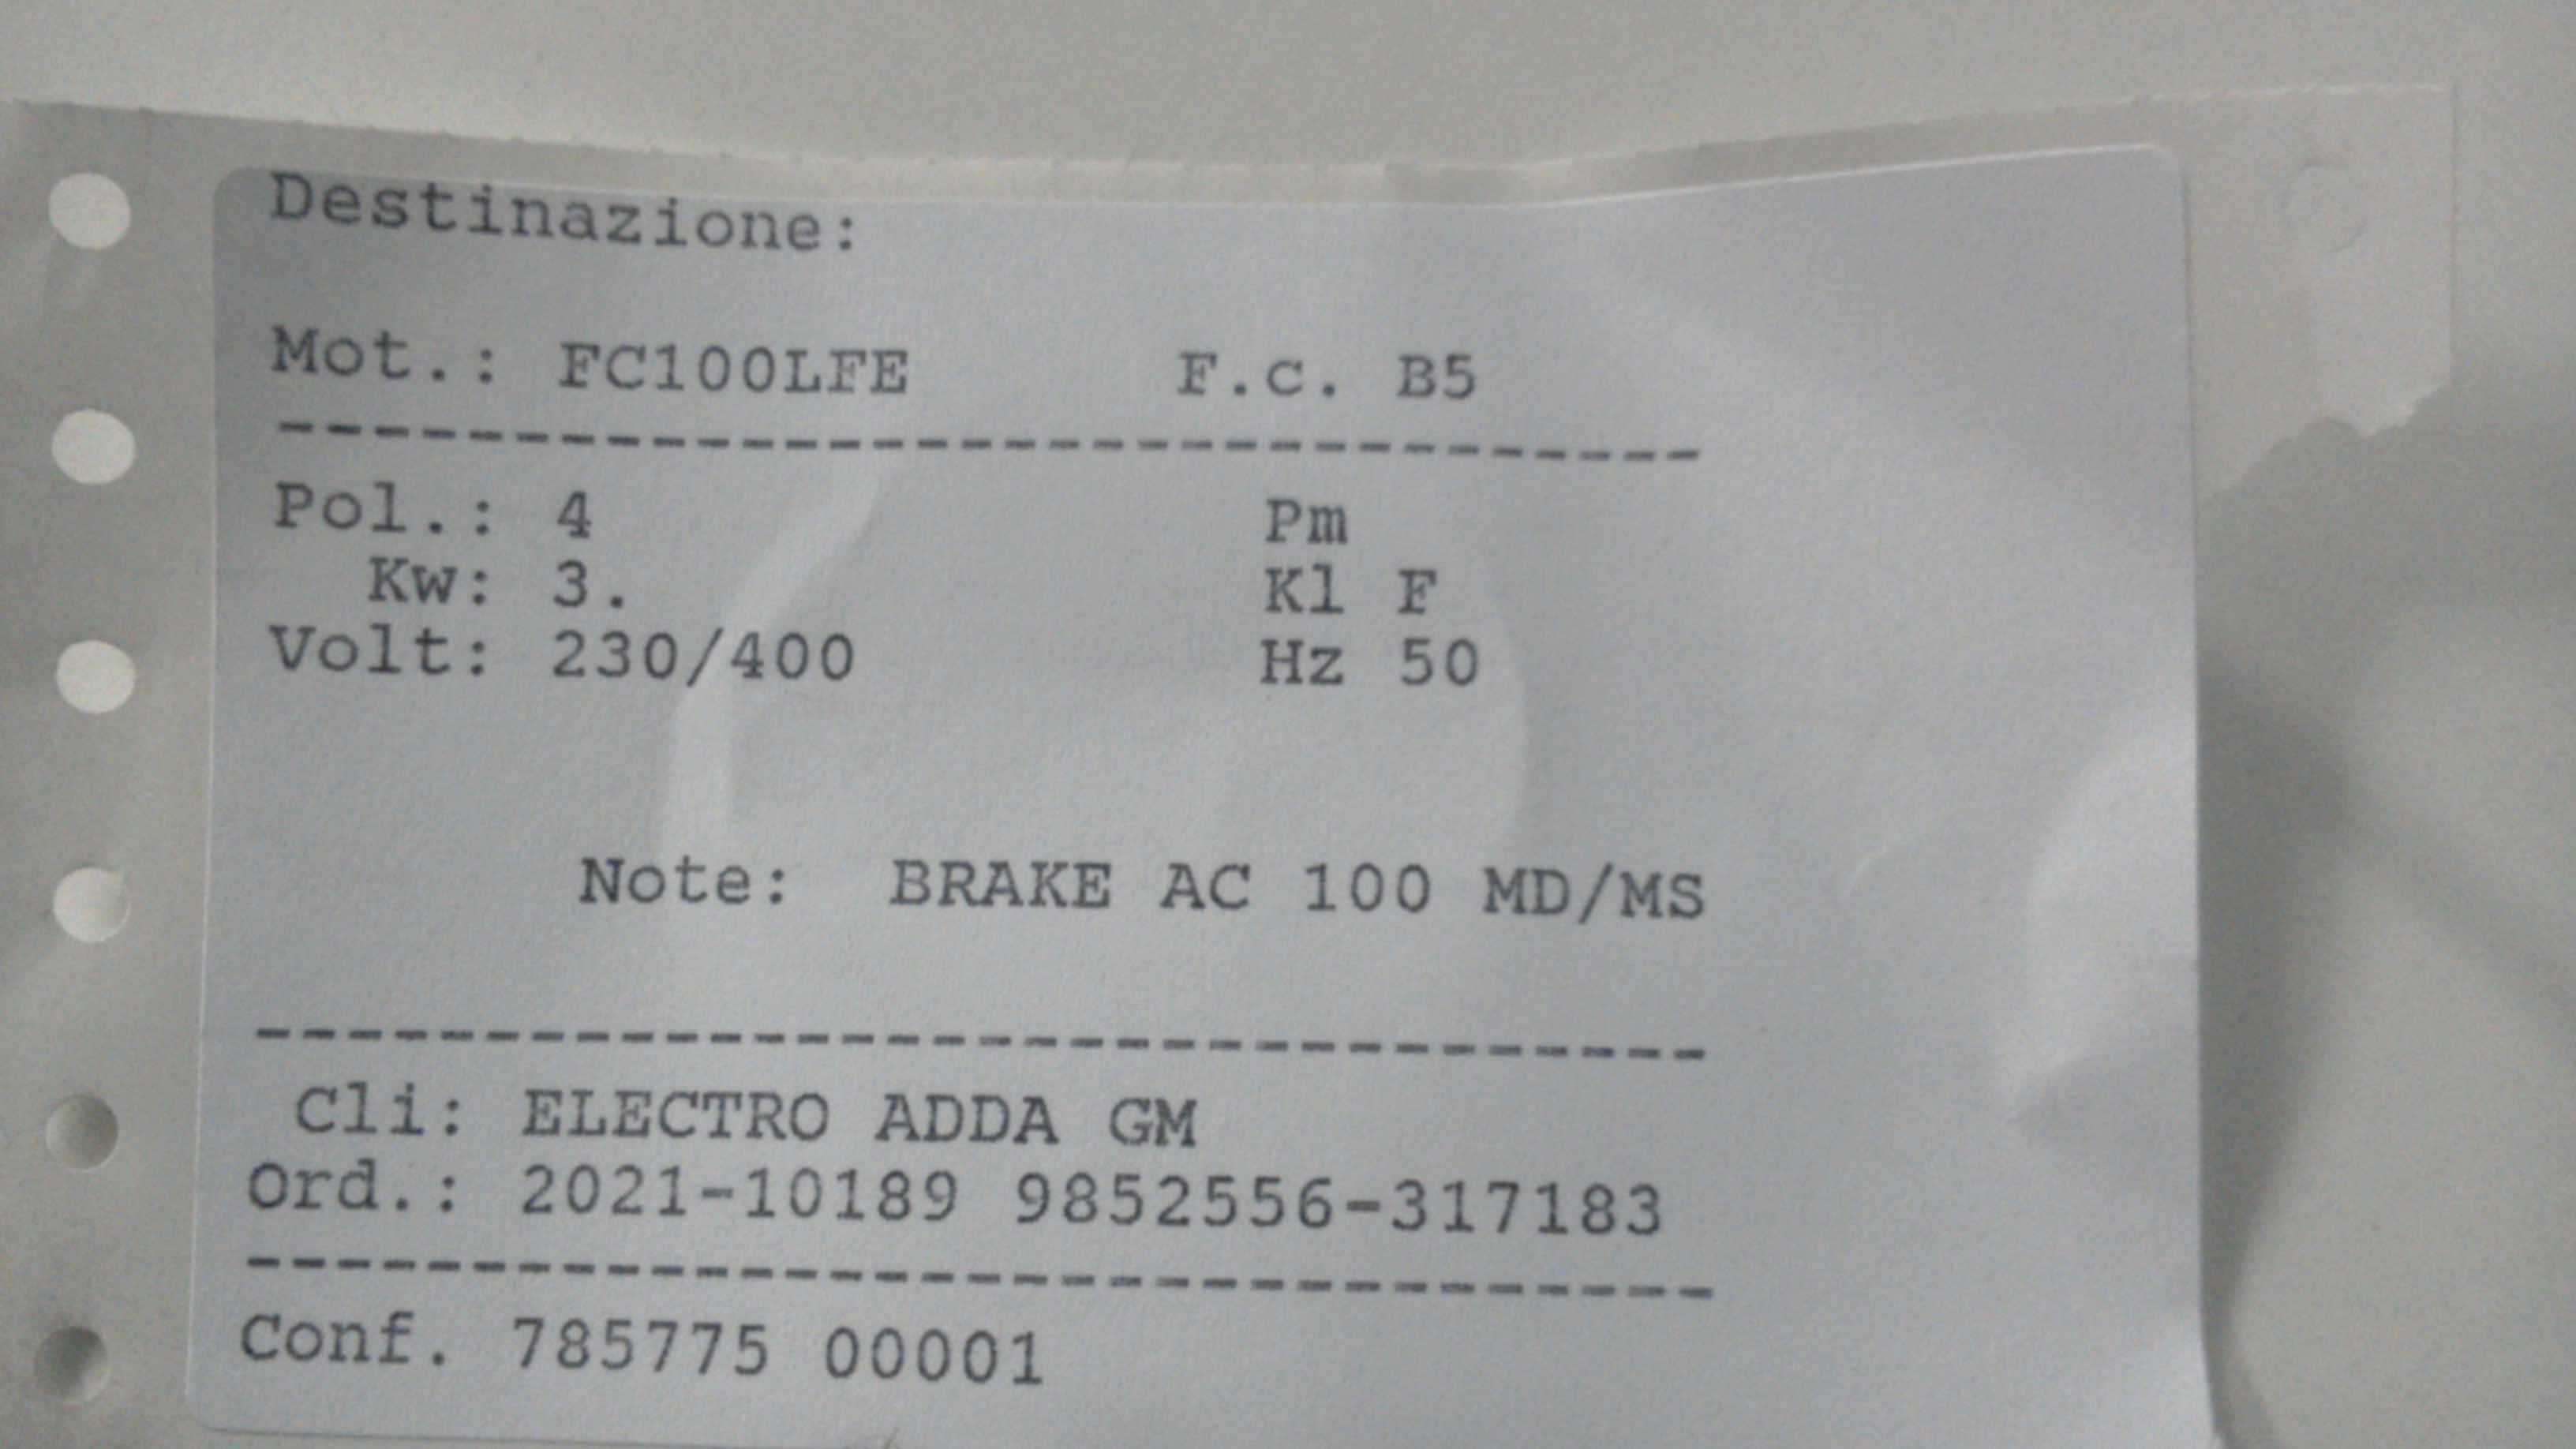 Destinazione:
Mot.: FC100LFE F.c. B5
--------------------------------
Pol.: 4 Pm
Kw: 3. Kl F
Volt: 230/400 Hz 50
Note: BRAKE AC 100 MD/MS
--------------------------------
Cli: ELECTRO ADDA GM
Ord.: 2021-10189 9852556-317183
--------------------------------
Conf. 785775 00001